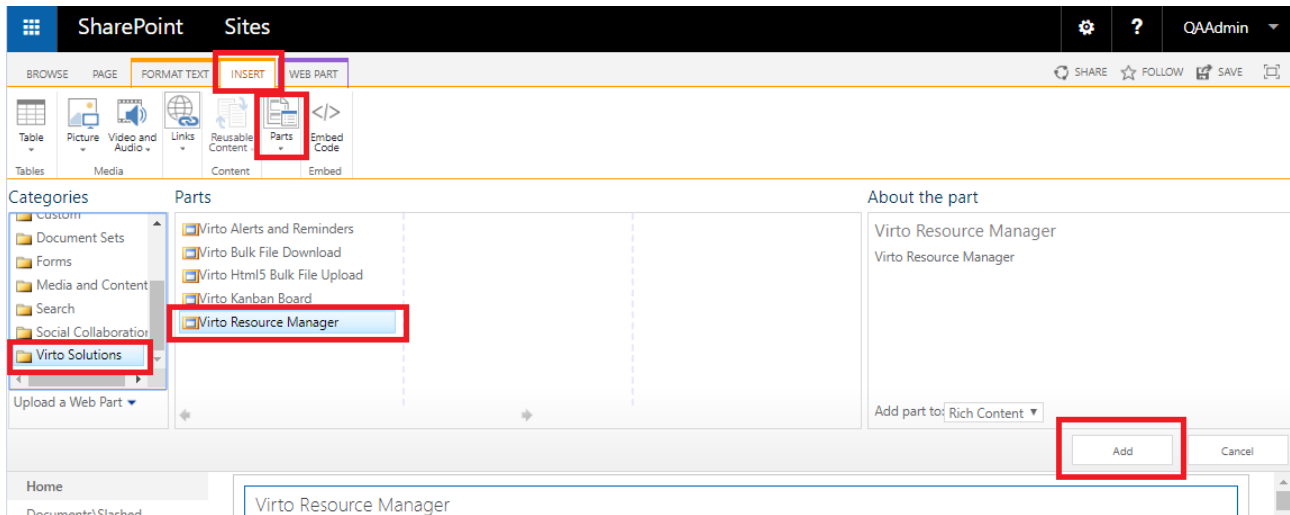 SharePoint Sites ? QAAdmin
BROWSE PAGE FORMAT TEXT INSERT WEB PART SHARE FOLLOW SAVE
Table Picture Video and Audio Links Reusable Content Parts </> Embed Code
Tables Media Content Embed
Categories Parts About the part
Custom
Document Sets
Forms
Media and Content
Search
Social Collaboration
Virto Solutions
Upload a Web Part
Virto Alerts and Reminders
Virto Bulk File Download
Virto Html5 Bulk File Upload
Virto Kanban Board
Virto Resource Manager
Virto Resource Manager
Virto Resource Manager
Add part to: Rich Content
Add Cancel
Home
Documents\Slashed
Virto Resource Manager